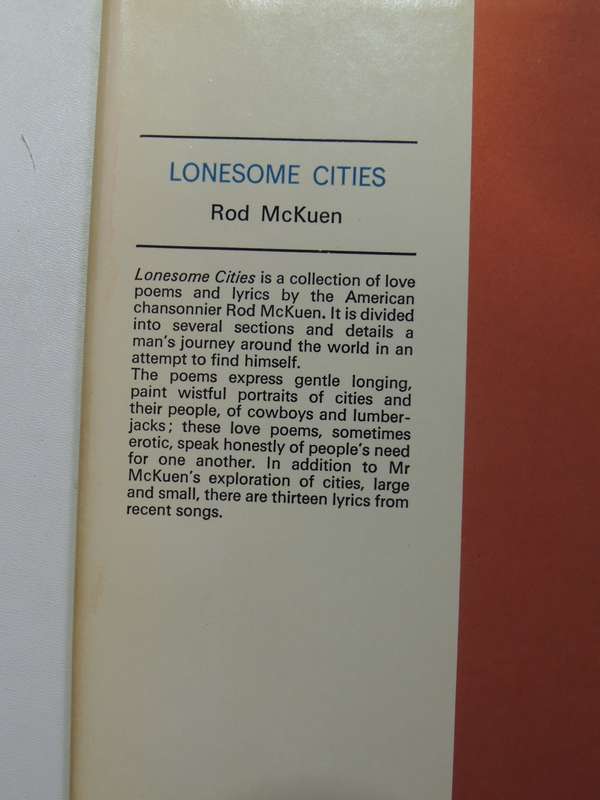 LONESOME CITIES
Rod McKuen
Lonesome Cities is a collection of love
poems and lyrics by the American
chansonnier Rod McKuen. It is divided
into several sections and details a
man's journey around the world in an
attempt to find himself.
The poems express gentle longing,
paint wistful portraits of cities and
their people, of cowboys and lumber-
jacks; these love poems, sometimes
erotic, speak honestly of people's need
for one another. In addition to Mr
McKuen's exploration of cities, large
and small, there are thirteen lyrics from
recent songs.